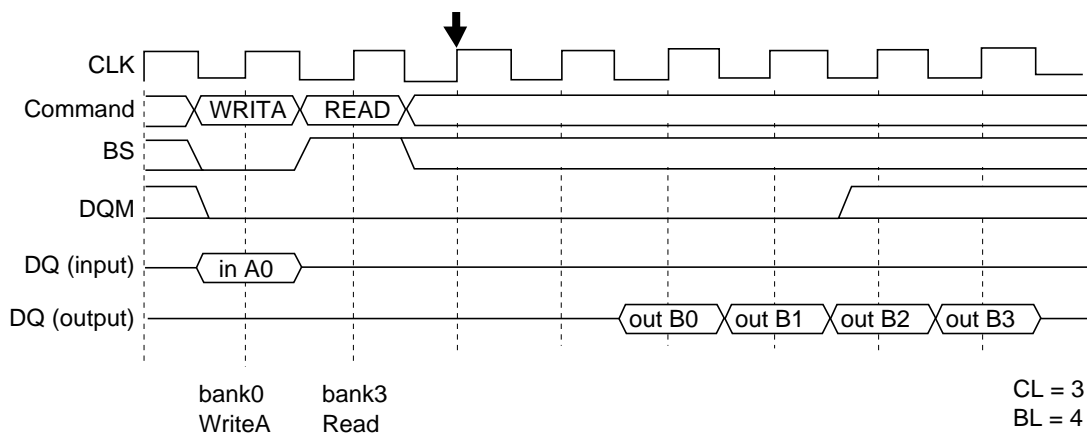 CLK
Command WRITA READ
BS
DQM
DQ (input) in A0
DQ (output) out B0 out B1 out B2 out B3
bank0 bank3 CL = 3
WriteA Read BL = 4